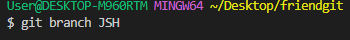 User@DESKTOP-M960RTM MINGW64 ~/Desktop/friendgit
$ git branch JSH